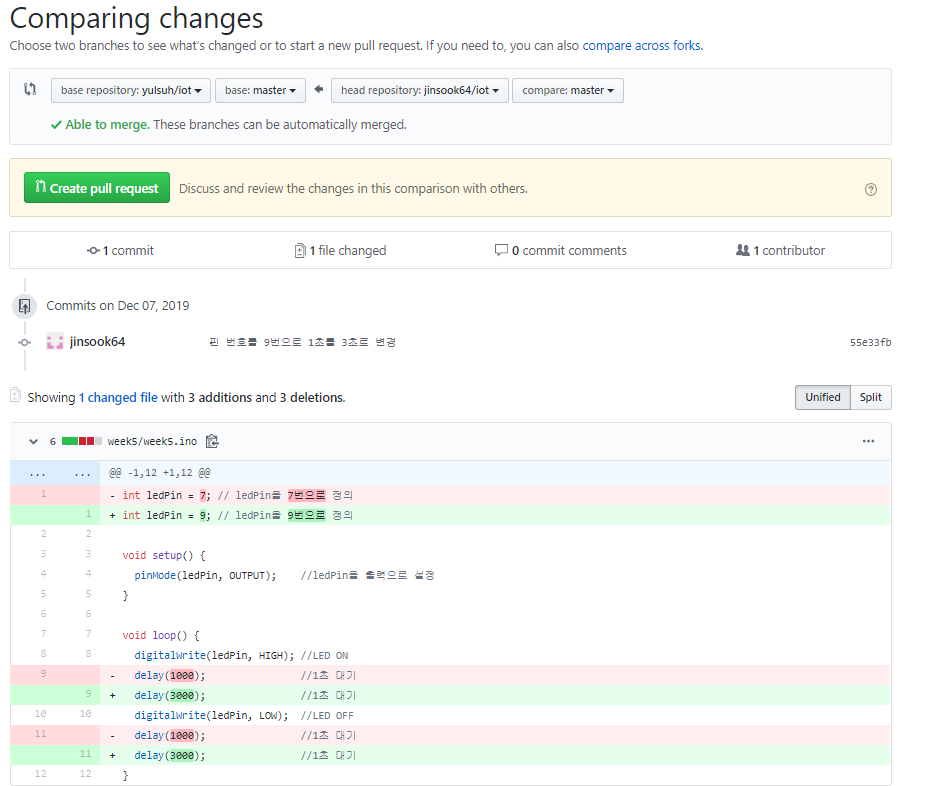 Comparing changes
Choose two branches to see what's changed or to start a new pull request. If you need to, you can also compare across forks.
base repository: yulsuh/iot base: master head repository: jinsook64/iot compare: master
Able to merge. These branches can be automatically merged.
Create pull request Discuss and review the changes in this comparison with others.
1 commit 1 file changed 0 commit comments 1 contributor
Commits on Dec 07, 2019
jinsook64 핀 번호를 9번으로 1초를 3초로 변경 55e33fb
Showing 1 changed file with 3 additions and 3 deletions. Unified Split
6 week5/week5.ino ...
... ... @@ -1,12 +1,12 @@
1 - int ledPin = 7; // ledPin을 7번으로 정의
1 + int ledPin = 9; // ledPin을 9번으로 정의
2 2
3 3 void setup() {
4 4 pinMode(ledPin, OUTPUT); //ledPin을 출력으로 설정
5 5 }
6 6
7 7 void loop() {
8 8 digitalWrite(ledPin, HIGH); //LED ON
9 - delay(1000); //1초 대기
9 + delay(3000); //1초 대기
10 10 digitalWrite(ledPin, LOW); //LED OFF
11 - delay(1000); //1초 대기
11 + delay(3000); //1초 대기
12 12 }